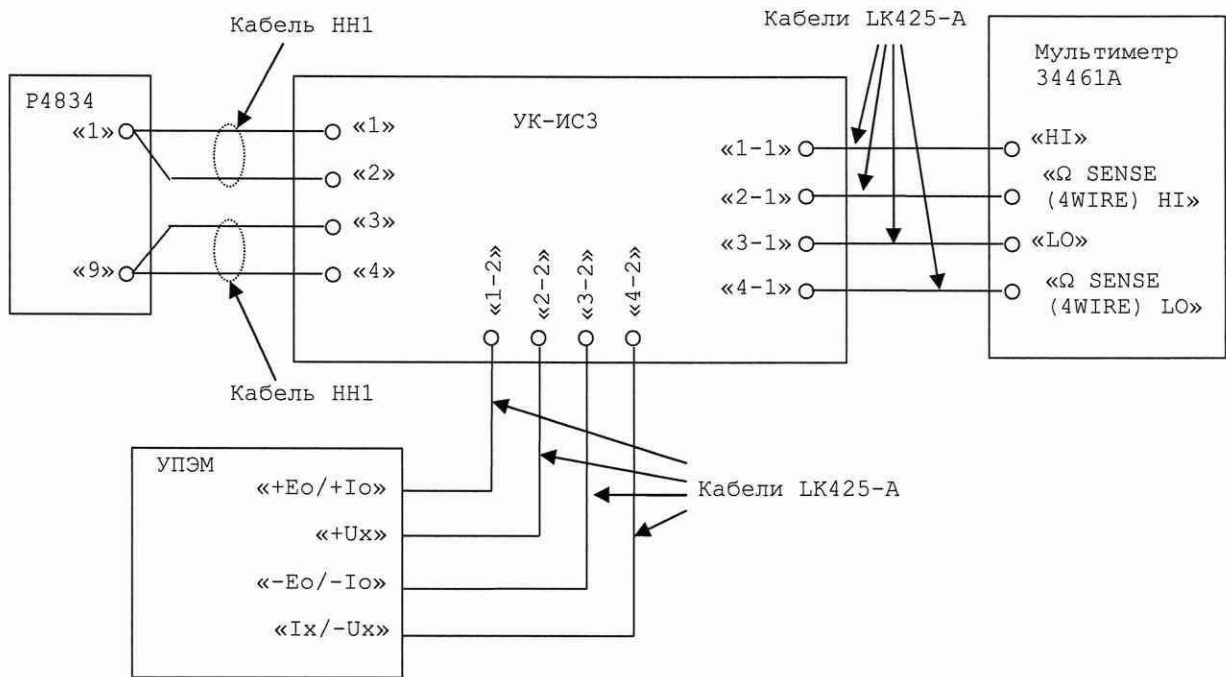 Кабель НН1
Кабели LK425-A
Р4834
«1»
«9»
УК-ИС3
«1»
«2»
«3»
«4»
«1-1»
«2-1»
«3-1»
«4-1»
«1-2»
«2-2»
«3-2»
«4-2»
Мультиметр
34461А
«HI»
«Ω SENSE
(4WIRE) HI»
«LO»
«Ω SENSE
(4WIRE) LO»
Кабель НН1
УПЭМ
«+Eo/+Io»
«+Ux»
«-Eo/-Io»
«Ix/-Ux»
Кабели LK425-A